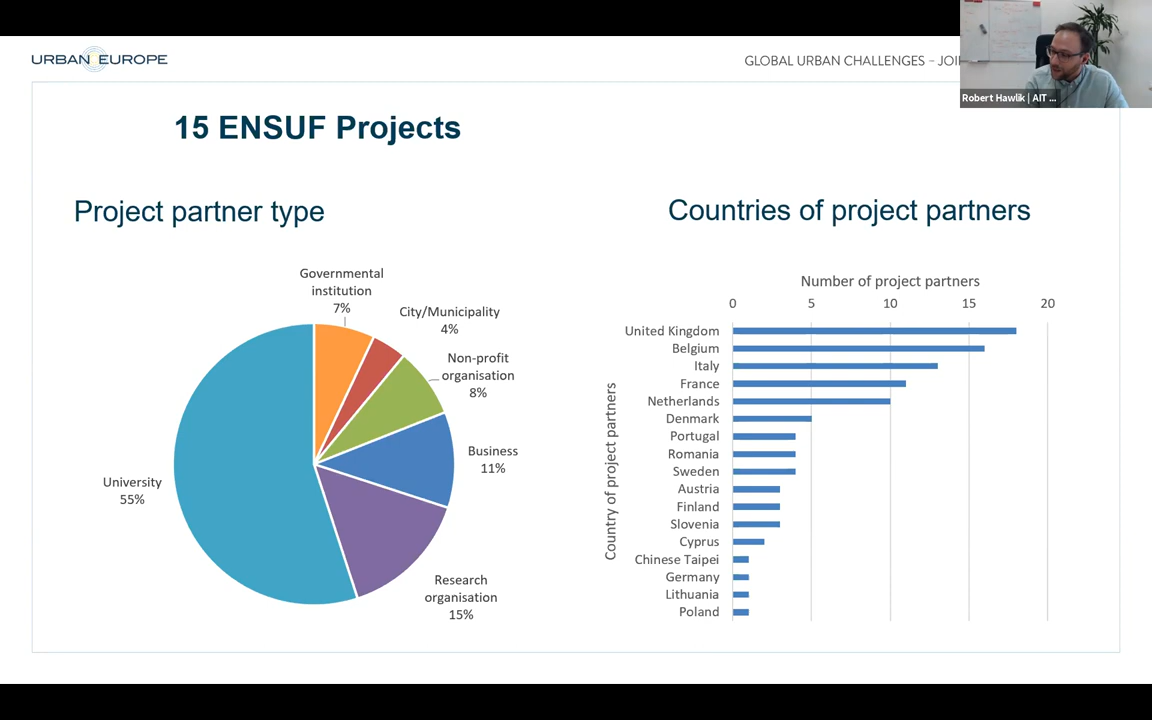 URBAN EUROPE
GLOBAL URBAN CHALLENGES – JOI
Robert Hawlik | AIT ...
15 ENSUF Projects
Project partner type
Governmental
institution
7%
City/Municipality
4%
Non-profit
organisation
8%
Business
11%
University
55%
Research
organisation
15%
Countries of project partners
Number of project partners
0 5 10 15 20
Country of project partners
United Kingdom
Belgium
Italy
France
Netherlands
Denmark
Portugal
Romania
Sweden
Austria
Finland
Slovenia
Cyprus
Chinese Taipei
Germany
Lithuania
Poland